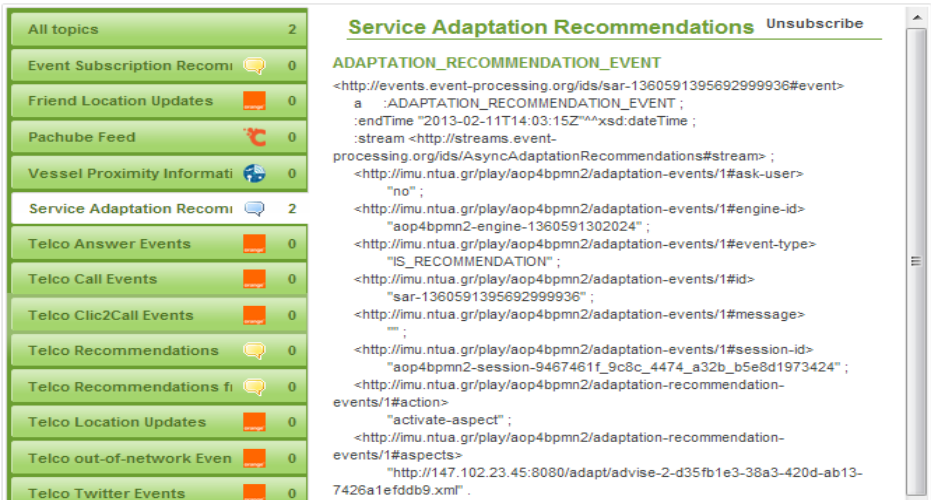 All topics 2
Event Subscription Recomi 0
Friend Location Updates 0
Pachube Feed 0
Vessel Proximity Informati 0
Service Adaptation Recomi 2
Telco Answer Events 0
Telco Call Events 0
Telco Clic2Call Events 0
Telco Recommendations 0
Telco Recommendations fi 0
Telco Location Updates 0
Telco out-of-network Even 0
Telco Twitter Events 0
Service Adaptation Recommendations Unsubscribe
ADAPTATION_RECOMMENDATION_EVENT
<http://events.event-processing.org/ids/sar-1360591395692999936#event>
a :ADAPTATION_RECOMMENDATION_EVENT ;
:endTime "2013-02-11T14:03:15Z"^^xsd:dateTime ;
:stream <http://streams.event-
processing.org/ids/AsyncAdaptationRecommendations#stream> ;
<http://imu.ntua.gr/play/aop4bpmn2/adaptation-events/1#ask-user>
"no" ;
<http://imu.ntua.gr/play/aop4bpmn2/adaptation-events/1#engine-id>
"aop4bpmn2-engine-1360591302024" ;
<http://imu.ntua.gr/play/aop4bpmn2/adaptation-events/1#event-type>
"IS_RECOMMENDATION" ;
<http://imu.ntua.gr/play/aop4bpmn2/adaptation-events/1#id>
"sar-1360591395692999936" ;
<http://imu.ntua.gr/play/aop4bpmn2/adaptation-events/1#message>
"" ;
<http://imu.ntua.gr/play/aop4bpmn2/adaptation-events/1#session-id>
"aop4bpmn2-session-9467461f_9c8c_4474_a32b_b5e8d1973424" ;
<http://imu.ntua.gr/play/aop4bpmn2/adaptation-recommendation-
events/1#action>
"activate-aspect" ;
<http://imu.ntua.gr/play/aop4bpmn2/adaptation-recommendation-
events/1#aspects>
"http://147.102.23.45:8080/adapt/advise-2-d35fb1e3-38a3-420d-ab13-
7426a1efddb9.xml" .